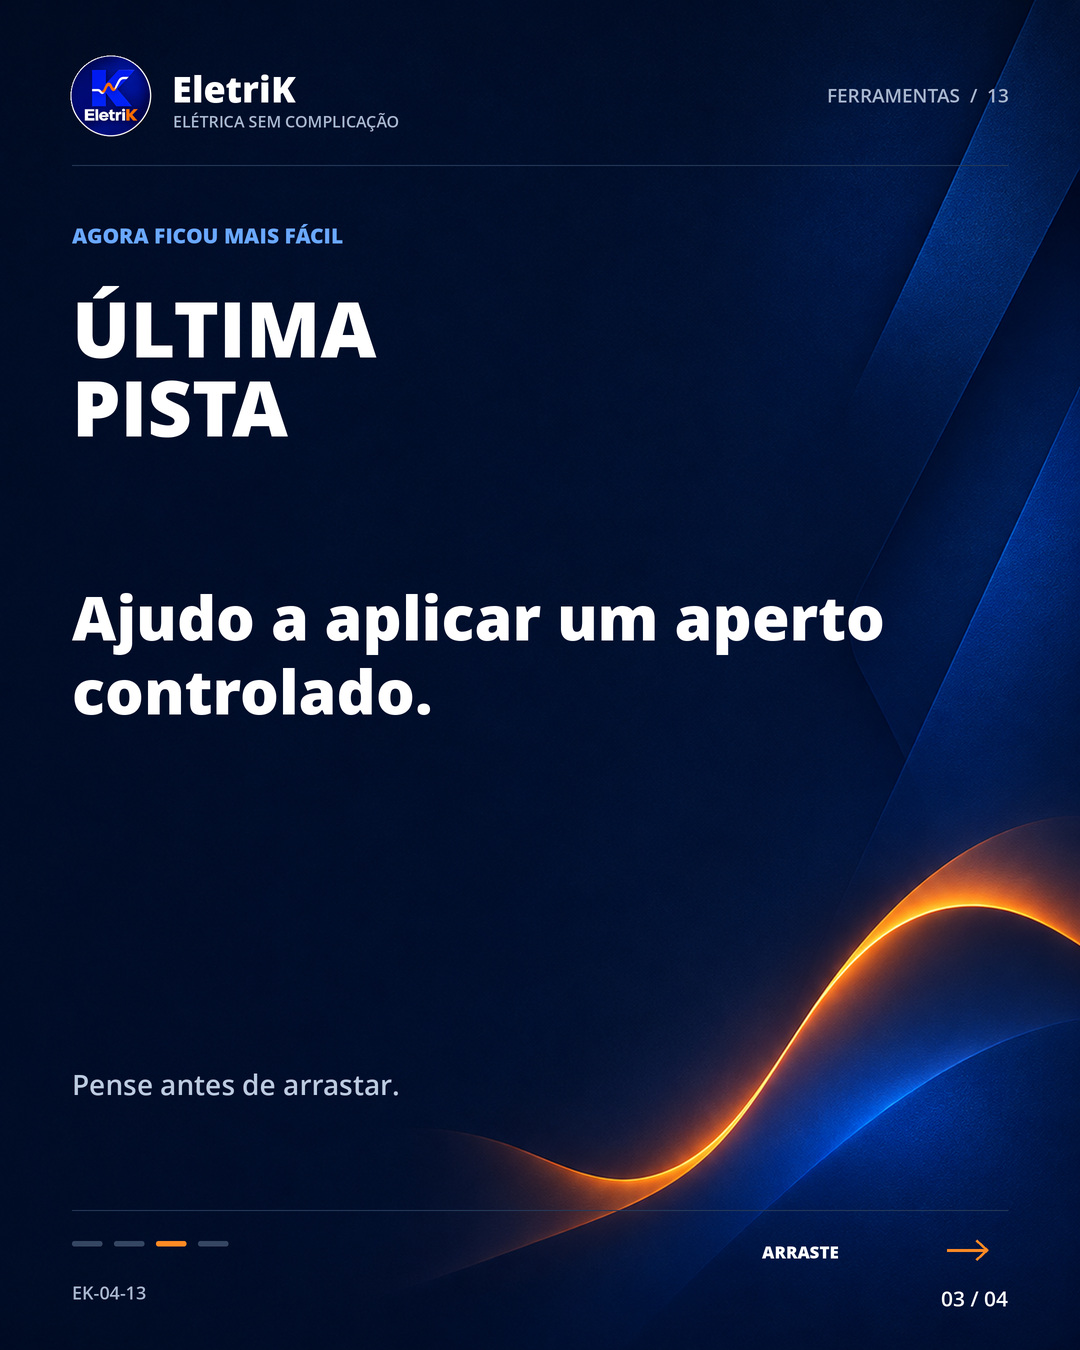 EletriK
EletriK
ELÉTRICA SEM COMPLICAÇÃO
FERRAMENTAS / 13
AGORA FICOU MAIS FÁCIL
ÚLTIMA
PISTA
Ajudo a aplicar um aperto
controlado.
Pense antes de arrastar.
ARRASTE
EK-04-13
03 / 04